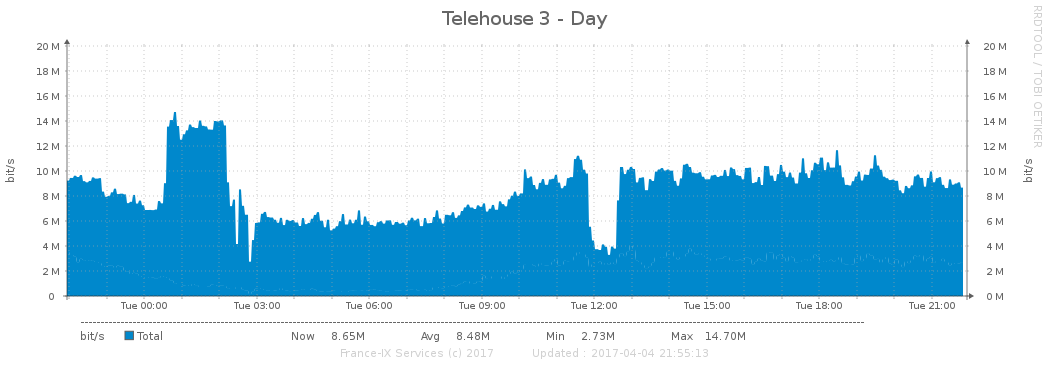 Telehouse 3 - Day
RRDTOOL / TOBI OETIKER
bit/s
bit/s
20 M 20 M
18 M 18 M
16 M 16 M
14 M 14 M
12 M 12 M
10 M 10 M
8 M 8 M
6 M 6 M
4 M 4 M
2 M 2 M
0 0 M
Tue 00:00 Tue 03:00 Tue 06:00 Tue 09:00 Tue 12:00 Tue 15:00 Tue 18:00 Tue 21:00
bit/s Total Now 8.65M Avg 8.48M Min 2.73M Max 14.70M
France-IX Services (c) 2017 Updated : 2017-04-04 21:55:13